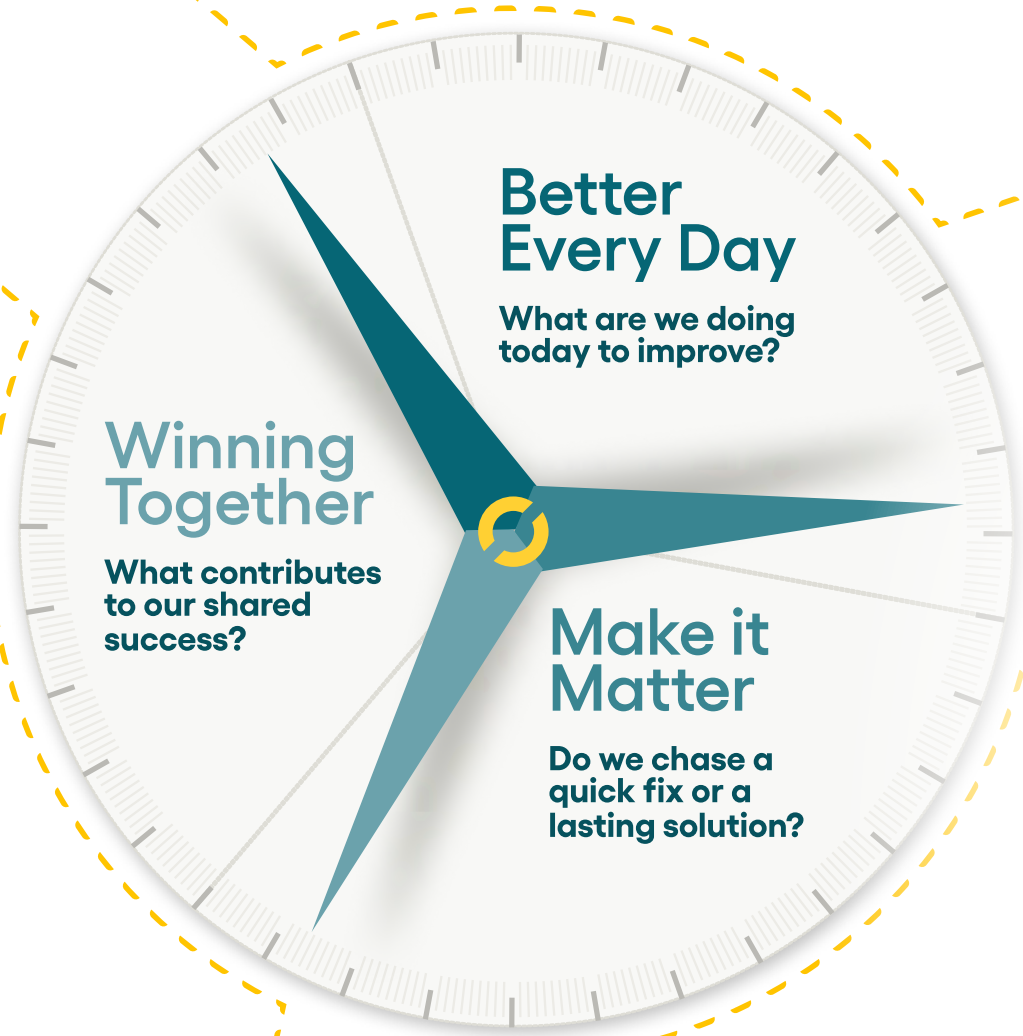 Better
Every Day
What are we doing
today to improve?
Winning
Together
What contributes
to our shared
success?
Make it
Matter
Do we chase a
quick fix or a
lasting solution?